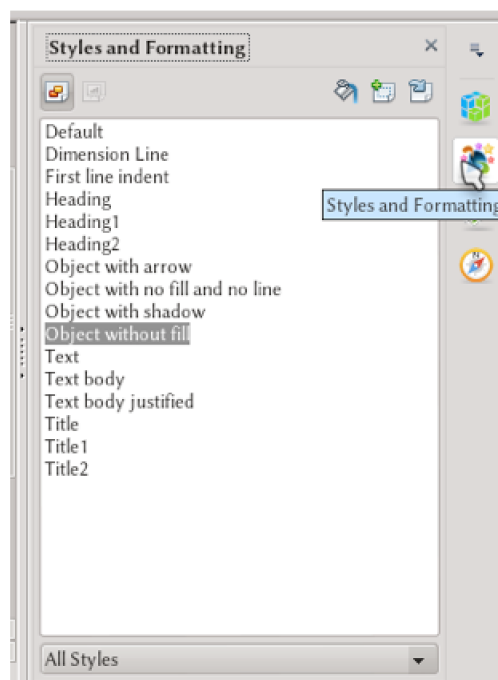 Styles and Formatting
Default
Dimension Line
First line indent
Heading
Heading1
Heading2
Object with arrow
Object with no fill and no line
Object with shadow
Object without fill
Text
Text body
Text body justified
Title
Title1
Title2
Styles and Formatting
All Styles